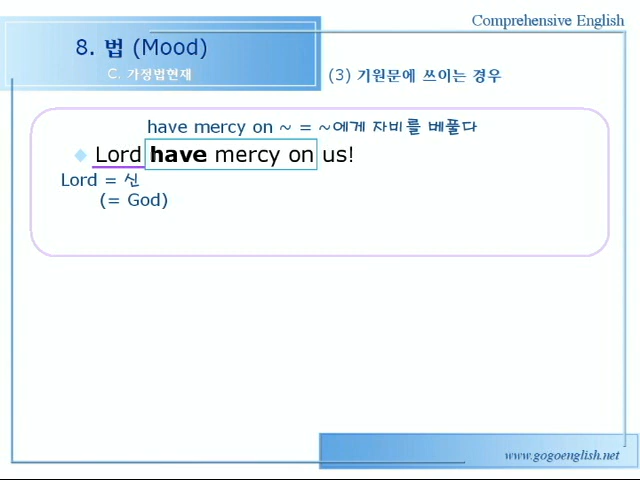 Comprehensive English
8. 법 (Mood)
C. 가정법현재
(3) 기원문에 쓰이는 경우
have mercy on ~ = ~에게 자비를 베풀다
Lord have mercy on us!
Lord = 신
(= God)
www.gogoenglish.net